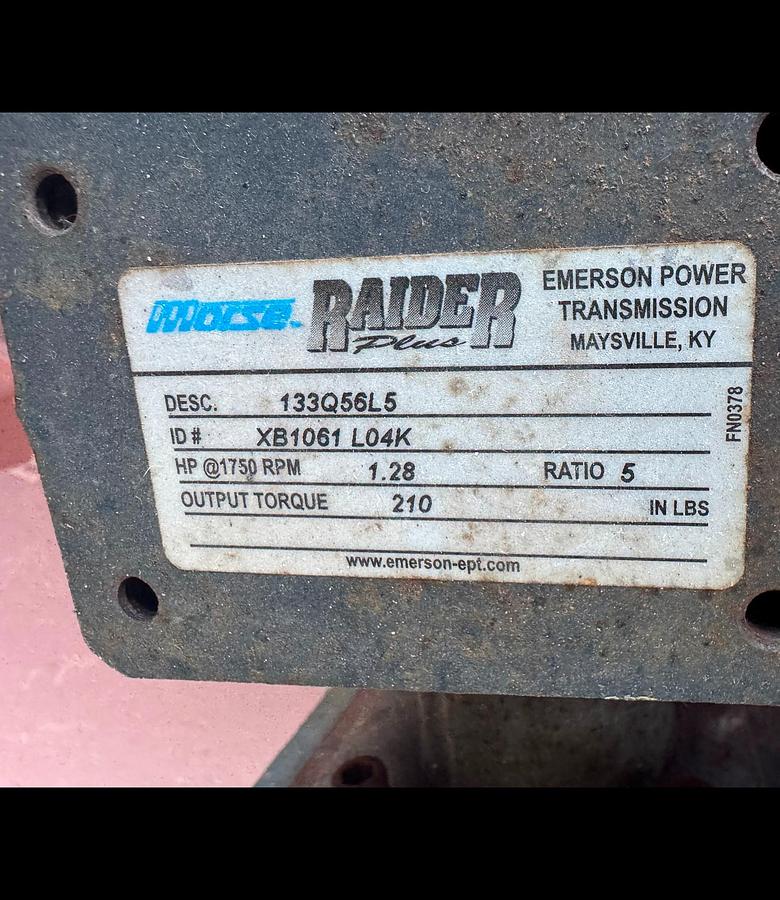 Morse
RAIDER
Plus
EMERSON POWER
TRANSMISSION
MAYSVILLE, KY
DESC. 133Q56L5
ID # XB1061 L04K
HP @1750 RPM 1.28 RATIO 5
OUTPUT TORQUE 210 IN LBS
www.emerson-ept.com
FN0378